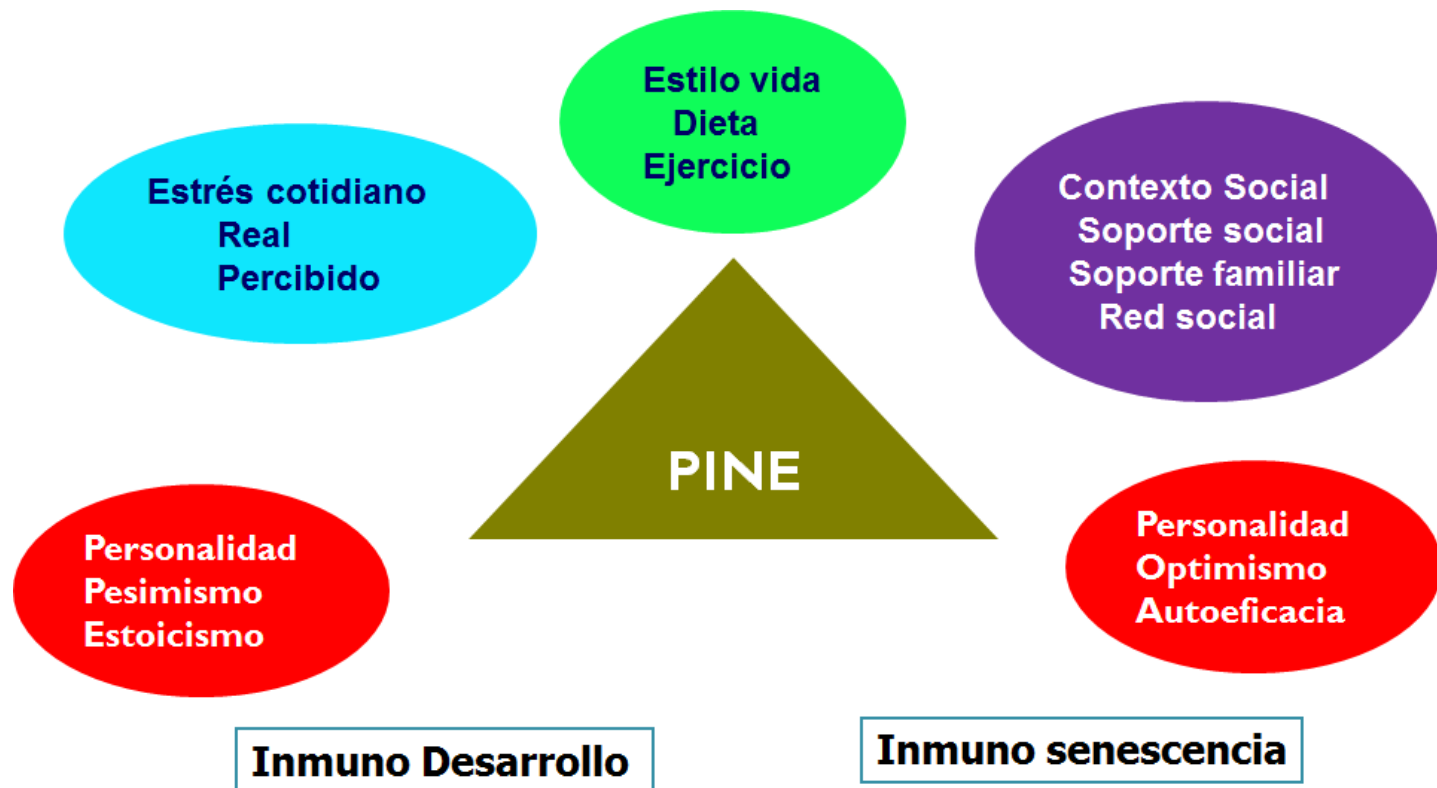 Estilo vida
Dieta
Ejercicio
Estrés cotidiano
Real
Percibido
Contexto Social
Soporte social
Soporte familiar
Red social
PINE
Personalidad
Pesimismo
Estoicismo
Personalidad
Optimismo
Autoeficacia
Inmuno Desarrollo
Inmuno senescencia